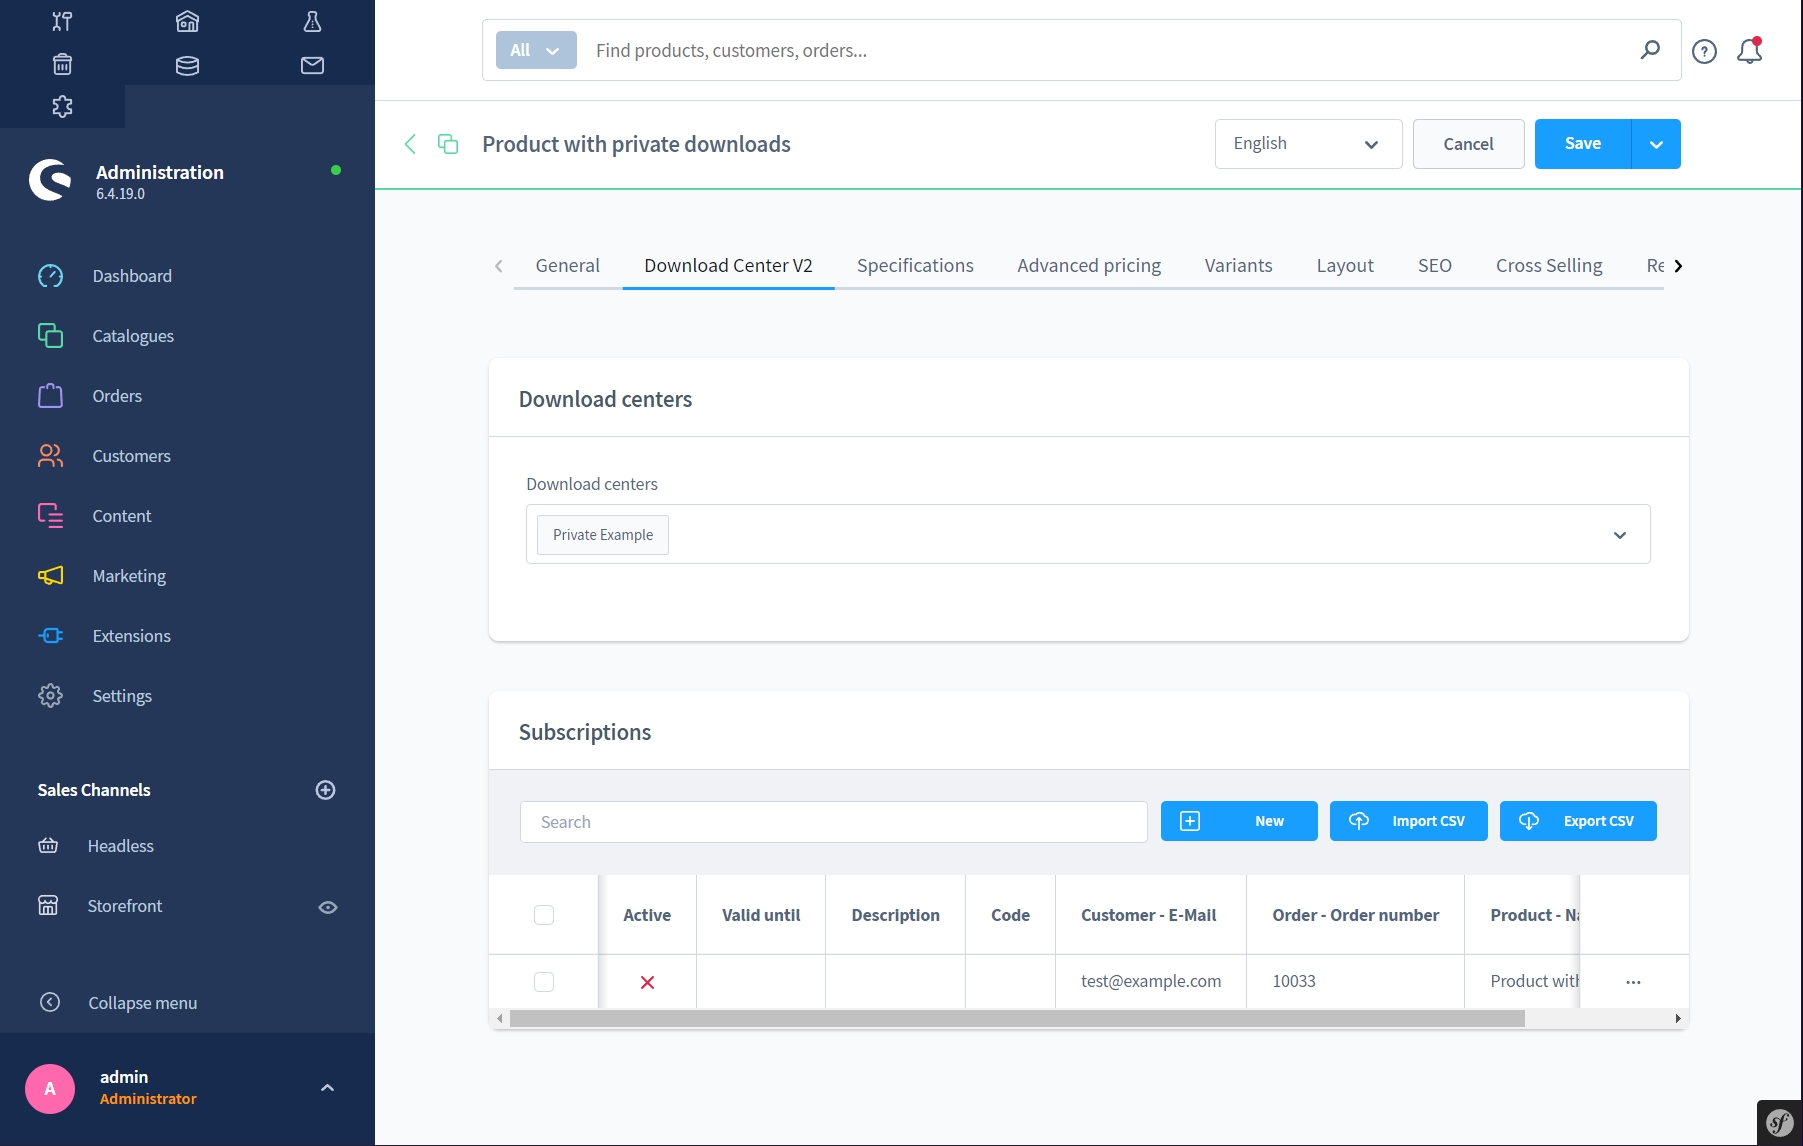 All
Find products, customers, orders...
Product with private downloads
English
Cancel
Save
Administration
6.4.19.0
Dashboard
Catalogues
Orders
Customers
Content
Marketing
Extensions
Settings
Sales Channels
Headless
Storefront
Collapse menu
A
admin
Administrator
General
Download Center V2
Specifications
Advanced pricing
Variants
Layout
SEO
Cross Selling
Re
Download centers
Download centers
Private Example
Subscriptions
Search
New
Import CSV
Export CSV
Active
Valid until
Description
Code
Customer - E-Mail
Order - Order number
Product - Na
test@example.com
10033
Product with
...
sf